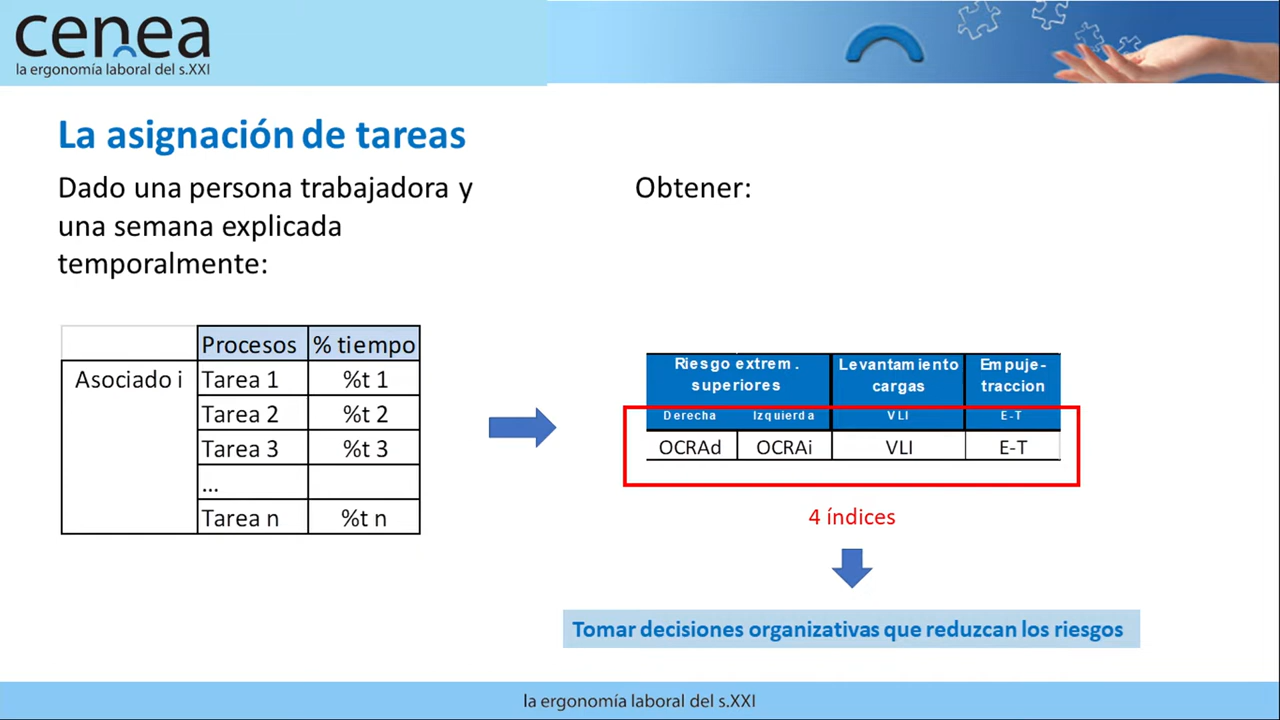 cenea
la ergonomía laboral del s.XXI
La asignación de tareas
Dado una persona trabajadora y
una semana explicada
temporalmente:
Procesos % tiempo
Asociado i Tarea 1 %t 1
Tarea 2 %t 2
Tarea 3 %t 3
...
Tarea n %t n
Obtener:
Riesgo extrem. superiores Levantamiento cargas Empuje-traccion
Derecha Izquierda VLI E-T
OCRAd OCRAi VLI E-T
4 índices
Tomar decisiones organizativas que reduzcan los riesgos
la ergonomía laboral del s.XXI